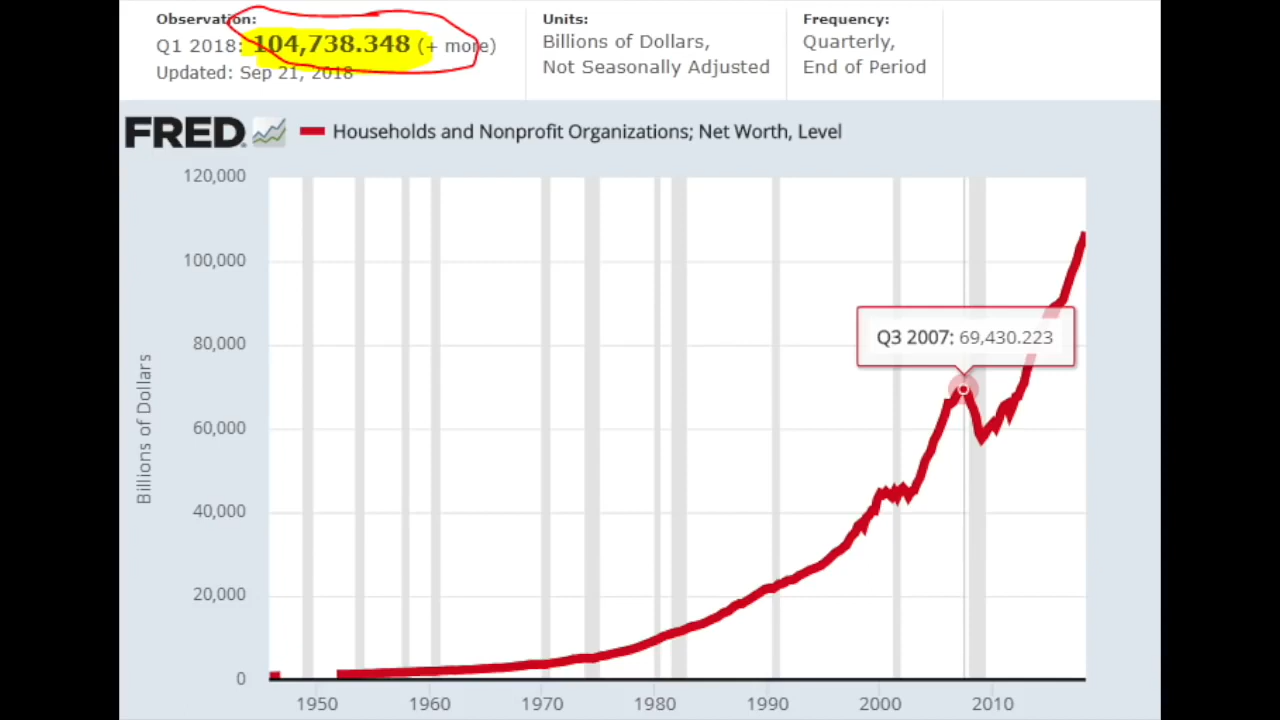 Observation:
Q1 2018: 104,738.348 (+ more)
Updated: Sep 21, 2018
Units:
Billions of Dollars,
Not Seasonally Adjusted
Frequency:
Quarterly,
End of Period
FRED
Households and Nonprofit Organizations; Net Worth, Level
120,000
100,000
80,000
60,000
40,000
20,000
0
Billions of Dollars
Q3 2007: 69,430.223
1950 1960 1970 1980 1990 2000 2010